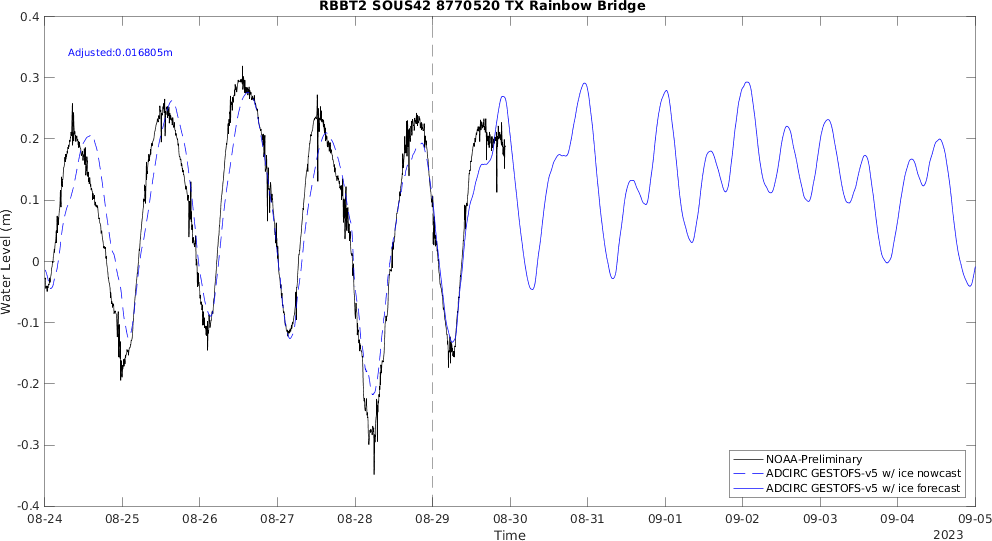 RBBT2 SOUS42 8770520 TX Rainbow Bridge
Adjusted:0.016805m
0.4
0.3
0.2
0.1
0
-0.1
-0.2
-0.3
-0.4
Water Level (m)
NOAA-Preliminary
ADCIRC GESTOFS-v5 w/ ice nowcast
ADCIRC GESTOFS-v5 w/ ice forecast
08-24 08-25 08-26 08-27 08-28 08-29 08-30 08-31 09-01 09-02 09-03 09-04 09-05
Time
2023